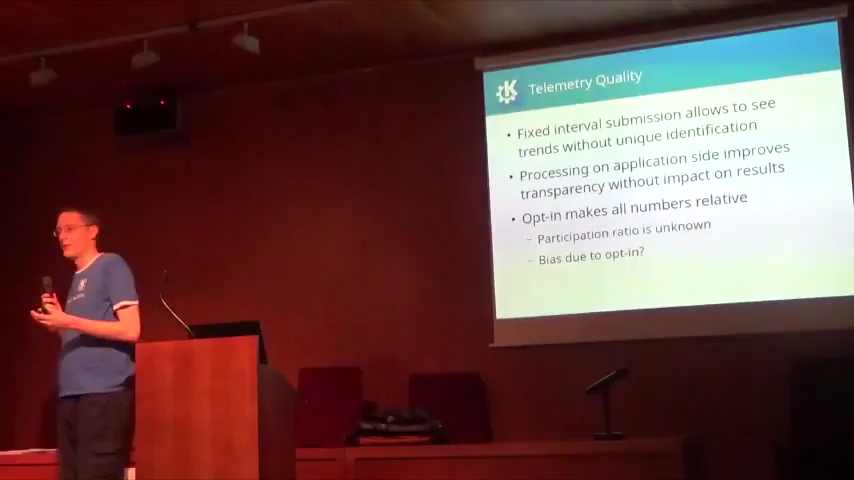 Telemetry Quality
• Fixed interval submission allows to see
trends without unique identification
• Processing on application side improves
transparency without impact on results
• Opt-in makes all numbers relative
– Participation ratio is unknown
– Bias due to opt-in?